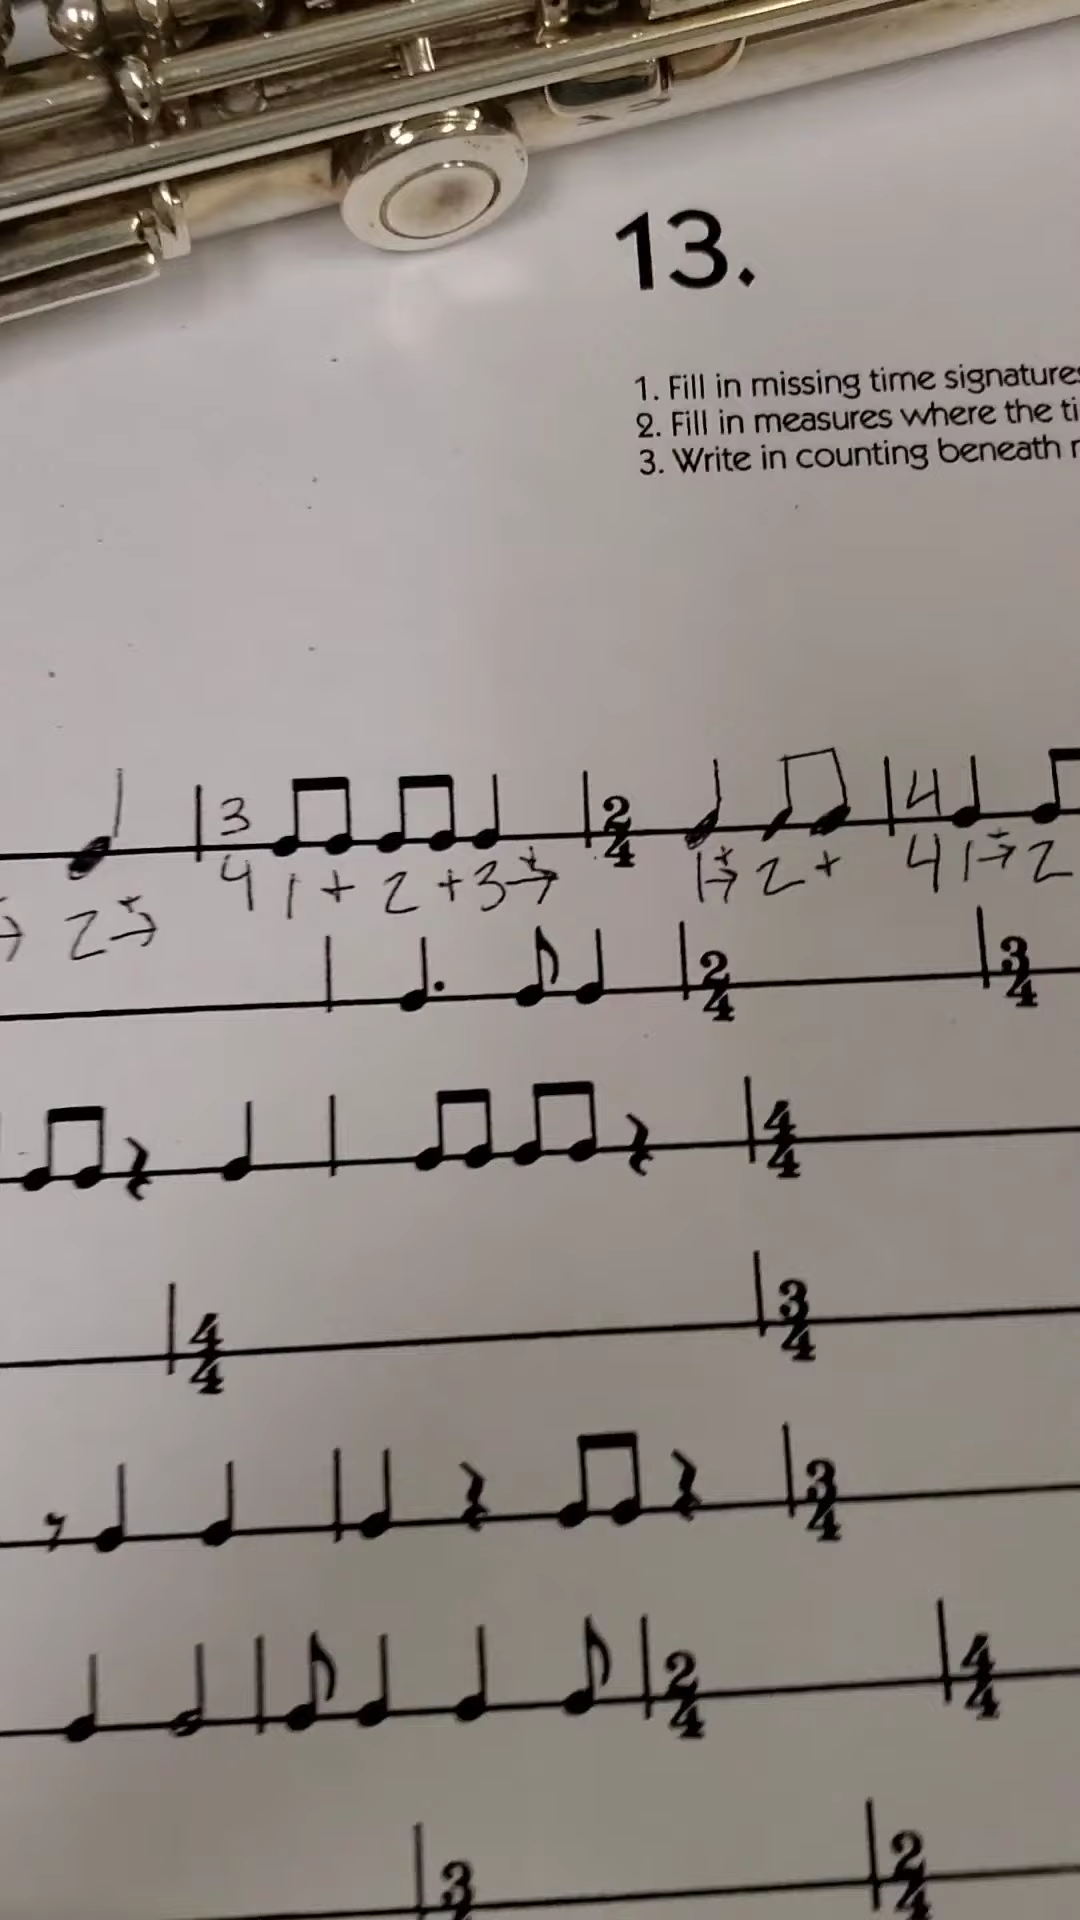 13.
1. Fill in missing time signatures
2. Fill in measures where the ti
3. Write in counting beneath
3 2 4
4 4
2 4 1 + 2 + 3 1 2 + 4 1 2
2 3
4 4
4
4
4 3
4 4
3
4
2 4
4 4
3 2
4